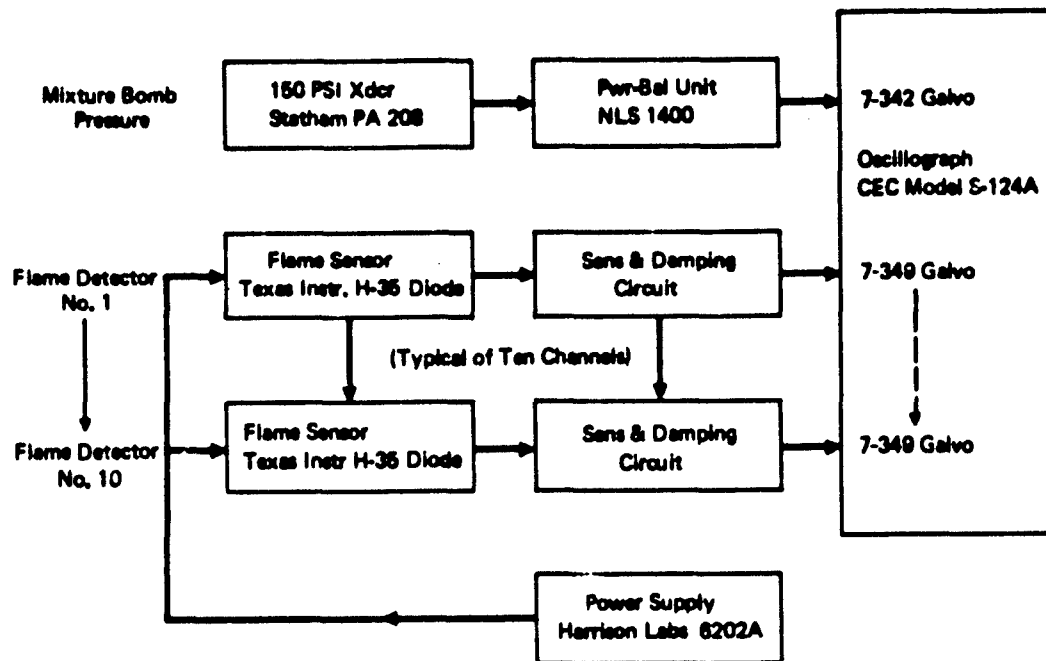 Mixture Bomb
Pressure
150 PSI Xdcr
Statham PA 208
Pwr-Bal Unit
NLS 1400
7-342 Galvo
Oscillograph
CEC Model S-124A
Flame Detector
No. 1
Flame Sensor
Texas Instr. H-35 Diode
Sens & Damping
Circuit
7-349 Galvo
(Typical of Ten Channels)
Flame Detector
No. 10
Flame Sensor
Texas Instr H-35 Diode
Sens & Damping
Circuit
7-349 Galvo
Power Supply
Harrison Labs 6202A